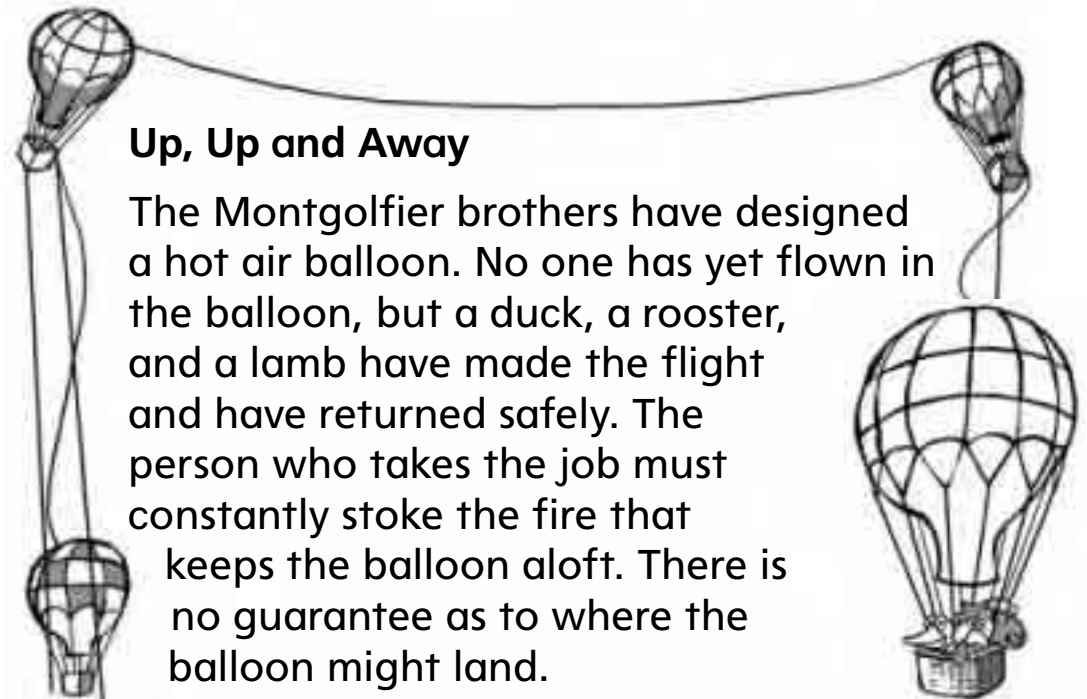 Up, Up and Away
The Montgolfier brothers have designed
a hot air balloon. No one has yet flown in
the balloon, but a duck, a rooster,
and a lamb have made the flight
and have returned safely. The
person who takes the job must
constantly stoke the fire that
keeps the balloon aloft. There is
no guarantee as to where the
balloon might land.